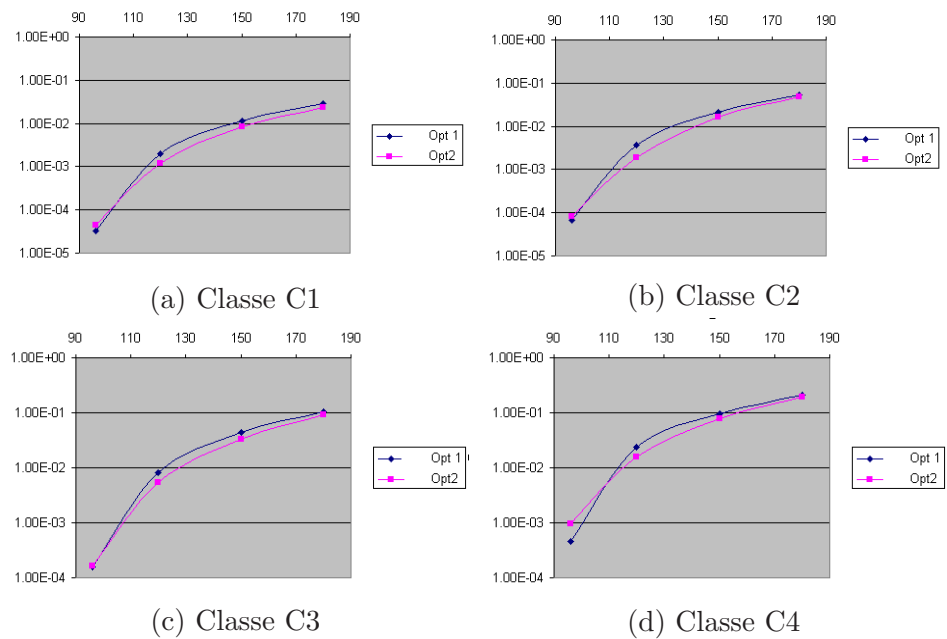 90 110 130 150 170 190
1.00E+00
1.00E-01
1.00E-02
1.00E-03
1.00E-04
1.00E-05
Opt 1
Opt2
(a) Classe C1
90 110 130 150 170 190
1.00E+00
1.00E-01
1.00E-02
1.00E-03
1.00E-04
1.00E-05
Opt 1
Opt2
(b) Classe C2
90 110 130 150 170 190
1.00E+00
1.00E-01
1.00E-02
1.00E-03
1.00E-04
Opt 1
Opt2
(c) Classe C3
90 110 130 150 170 190
1.00E+00
1.00E-01
1.00E-02
1.00E-03
1.00E-04
Opt 1
Opt2
(d) Classe C4